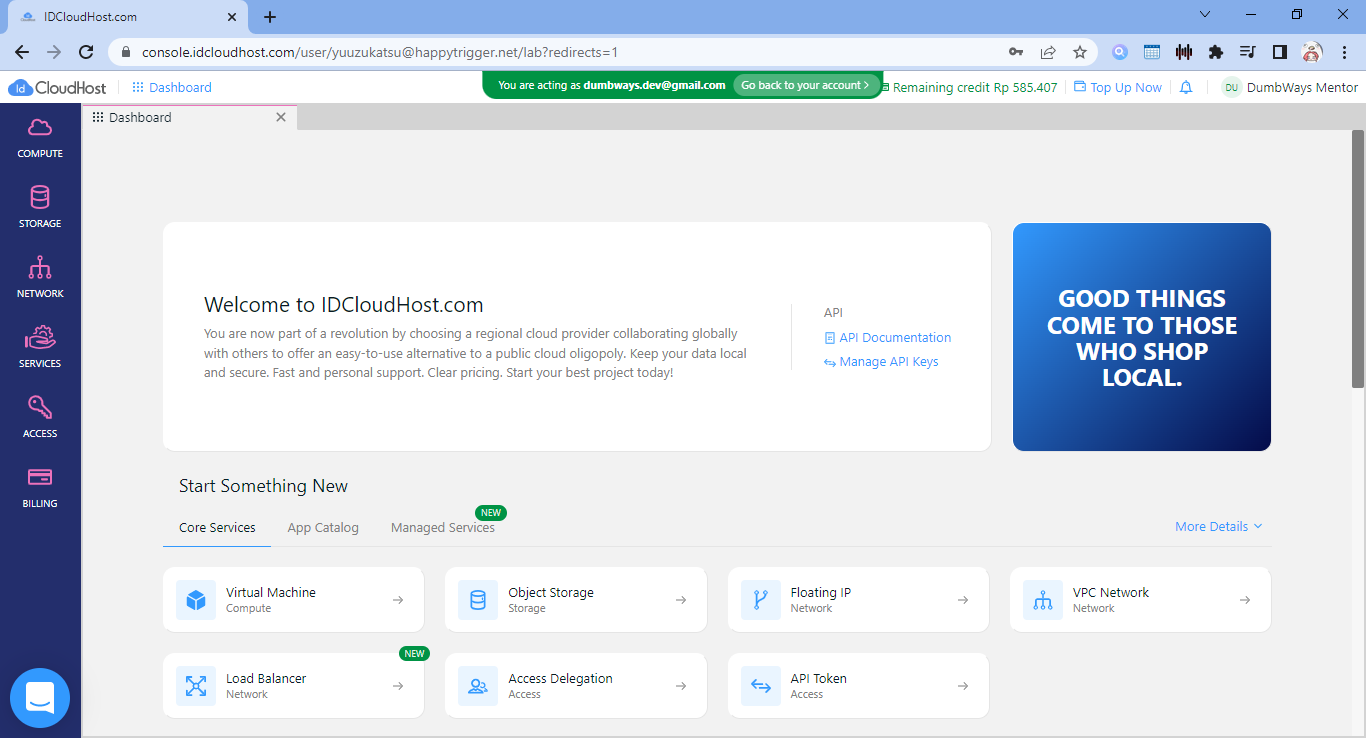 IDCloudHost.com
console.idcloudhost.com/user/yuuzukatsu@happytrigger.net/lab?redirects=1
id CloudHost
Dashboard
You are acting as dumbways.dev@gmail.com
Go back to your account >
Remaining credit Rp 585.407
Top Up Now
DU
DumbWays Mentor
Dashboard
COMPUTE
STORAGE
NETWORK
SERVICES
ACCESS
BILLING
Welcome to IDCloudHost.com
You are now part of a revolution by choosing a regional cloud provider collaborating globally
with others to offer an easy-to-use alternative to a public cloud oligopoly. Keep your data local
and secure. Fast and personal support. Clear pricing. Start your best project today!
API
API Documentation
Manage API Keys
GOOD THINGS
COME TO THOSE
WHO SHOP
LOCAL.
Start Something New
Core Services
App Catalog
Managed Services
NEW
More Details
Virtual Machine
Compute
Object Storage
Storage
Floating IP
Network
VPC Network
Network
Load Balancer
Network
NEW
Access Delegation
Access
API Token
Access